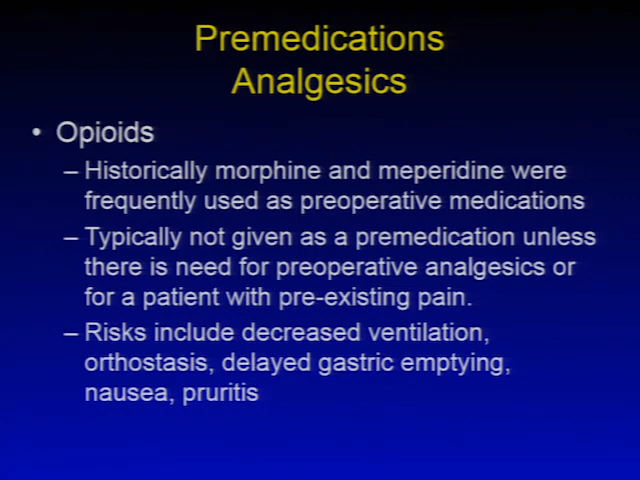 Premedications
Analgesics
• Opioids
– Historically morphine and meperidine were
frequently used as preoperative medications
– Typically not given as a premedication unless
there is need for preoperative analgesics or
for a patient with pre-existing pain.
– Risks include decreased ventilation,
orthostasis, delayed gastric emptying,
nausea, pruritis